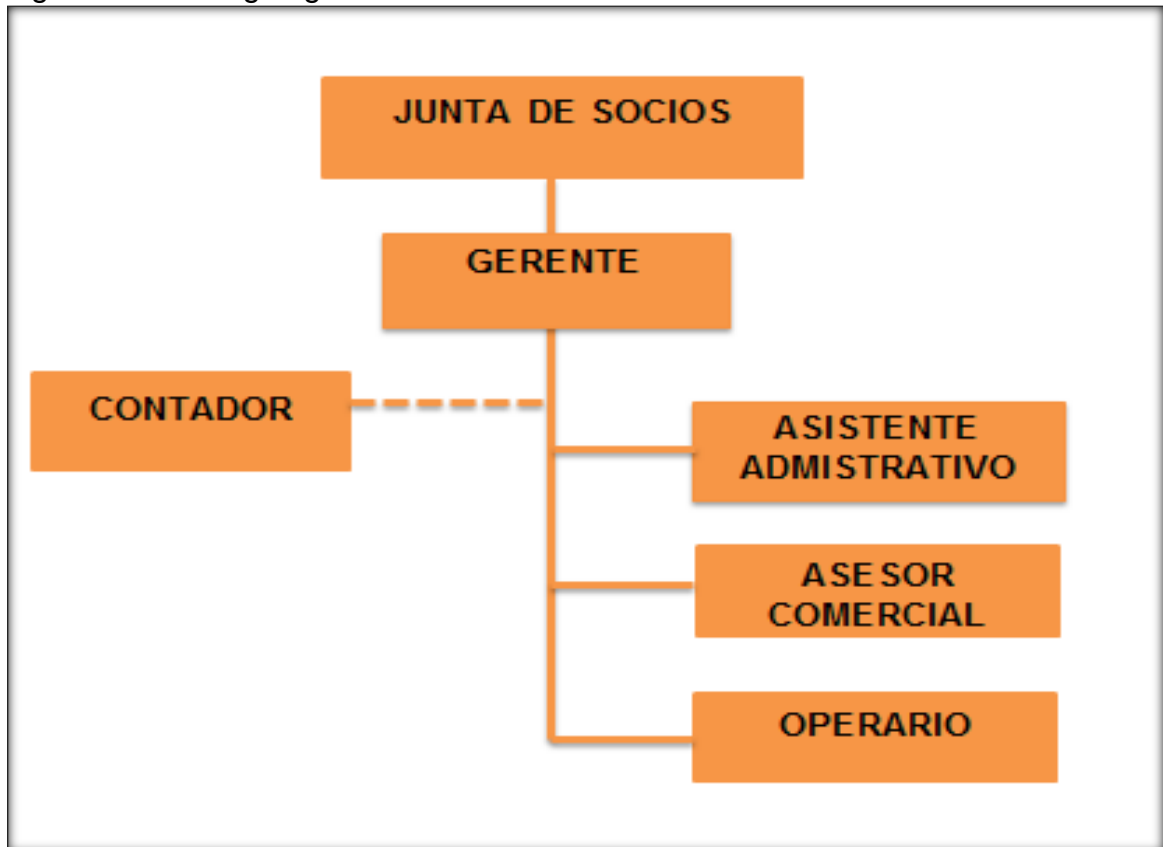 JUNTA DE SOCIOS
GERENTE
CONTADOR
ASISTENTE
ADMISTRATIVO
ASESOR
COMERCIAL
OPERARIO